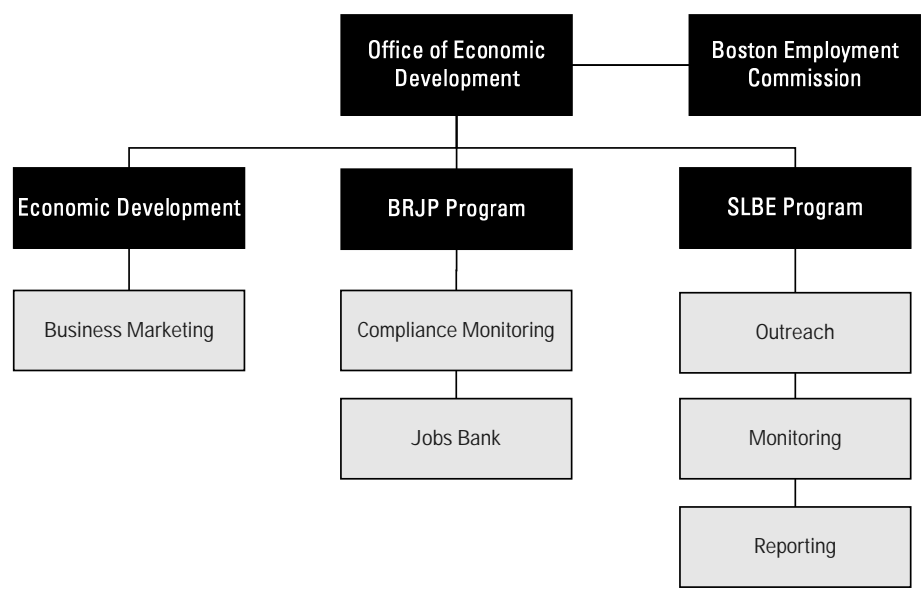 Office of Economic
Development
Boston Employment
Commission
Economic Development
BRJP Program
SLBE Program
Business Marketing
Compliance Monitoring
Outreach
Jobs Bank
Monitoring
Reporting